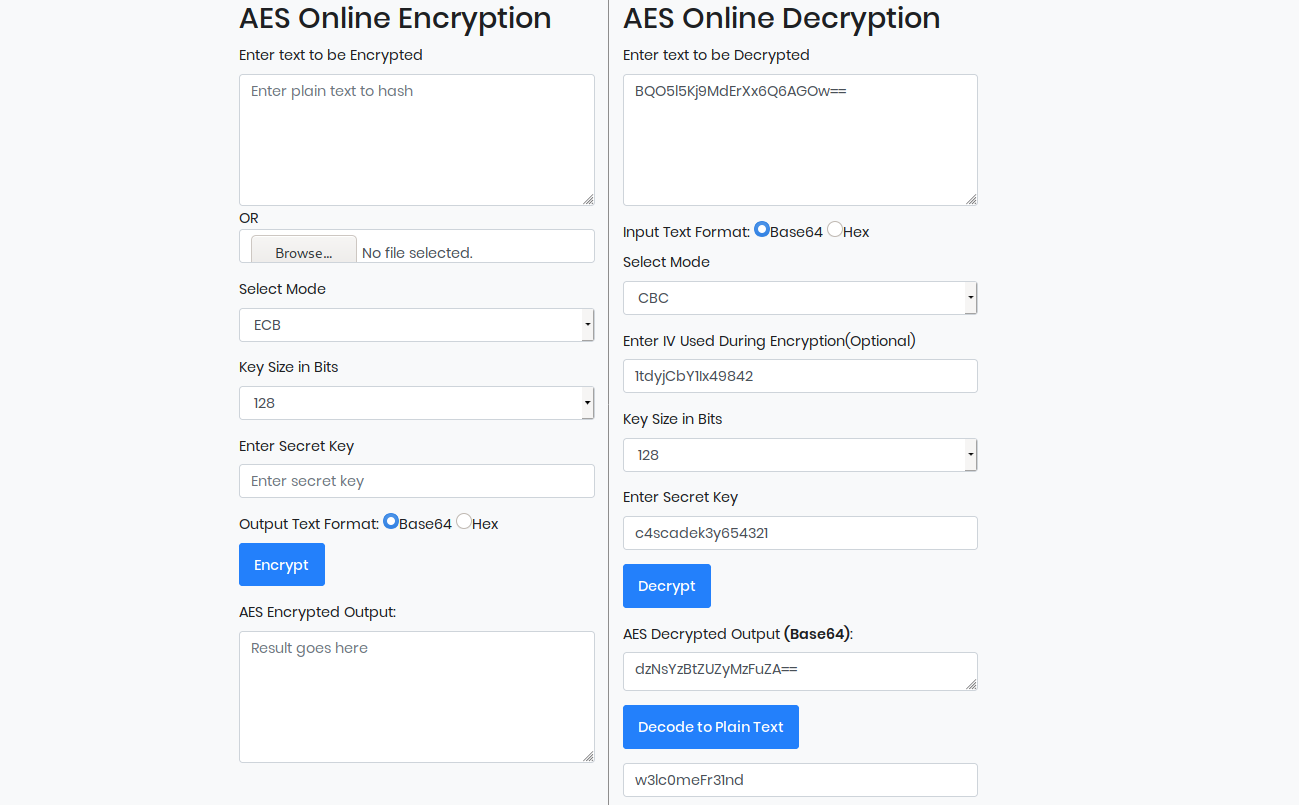 AES Online Encryption
Enter text to be Encrypted
Enter plain text to hash
OR
Browse... No file selected.
Select Mode
ECB
Key Size in Bits
128
Enter Secret Key
Enter secret key
Output Text Format: Base64 Hex
Encrypt
AES Encrypted Output:
Result goes here
AES Online Decryption
Enter text to be Decrypted
BQO5l5Kj9MdErXx6Q6AGOw==
Input Text Format: Base64 Hex
Select Mode
CBC
Enter IV Used During Encryption(Optional)
1tdyjCbY1Ix49842
Key Size in Bits
128
Enter Secret Key
c4scadek3y654321
Decrypt
AES Decrypted Output (Base64):
dzNsYzBtZUZyMzFuZA==
Decode to Plain Text
w3lc0meFr31nd